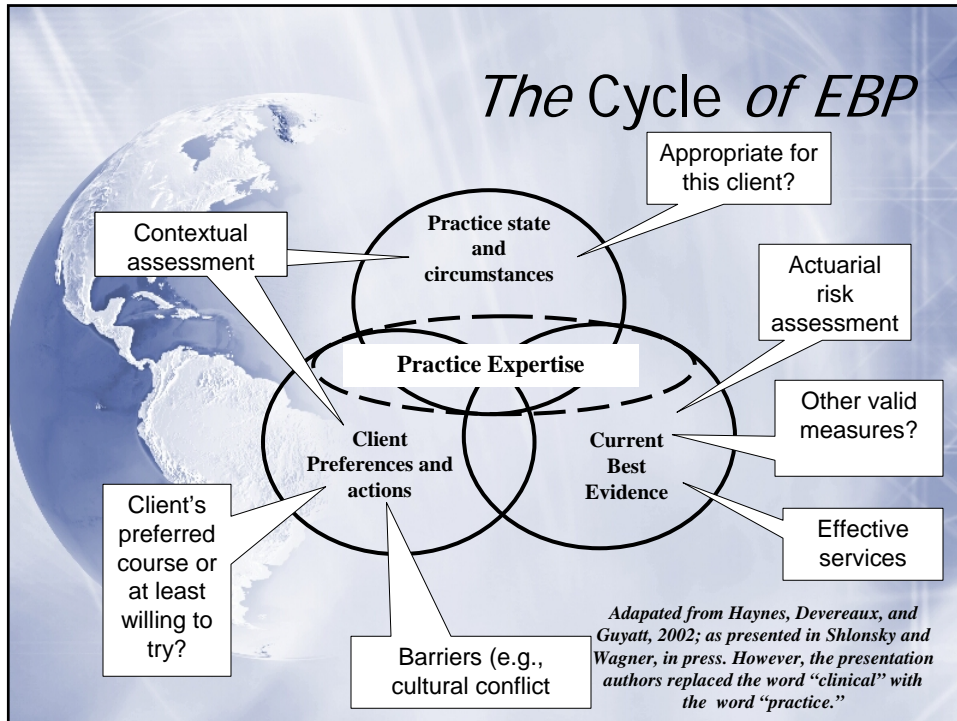 The Cycle of EBP
Appropriate for
this client?
Contextual
assessment
Practice state
and
circumstances
Actuarial
risk
assessment
Practice Expertise
Other valid
measures?
Client
Preferences and
actions
Current
Best
Evidence
Client's
preferred
course or
at least
willing to
try?
Effective
services
Barriers (e.g.,
cultural conflict
Adapated from Haynes, Devereaux, and
Guyatt, 2002; as presented in Shlonsky and
Wagner, in press. However, the presentation
authors replaced the word “clinical” with
the word “practice.”